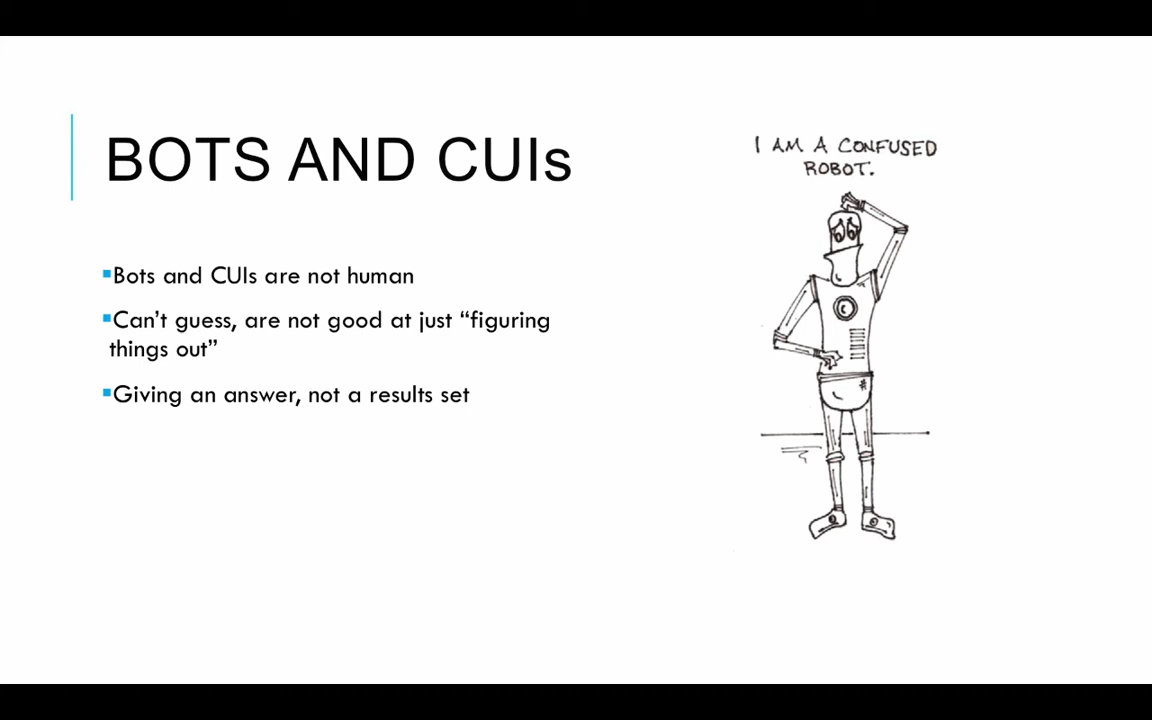 BOTS AND CUIs
I AM A CONFUSED
ROBOT.
▪Bots and CUIs are not human
▪Can’t guess, are not good at just “figuring
things out”
▪Giving an answer, not a results set